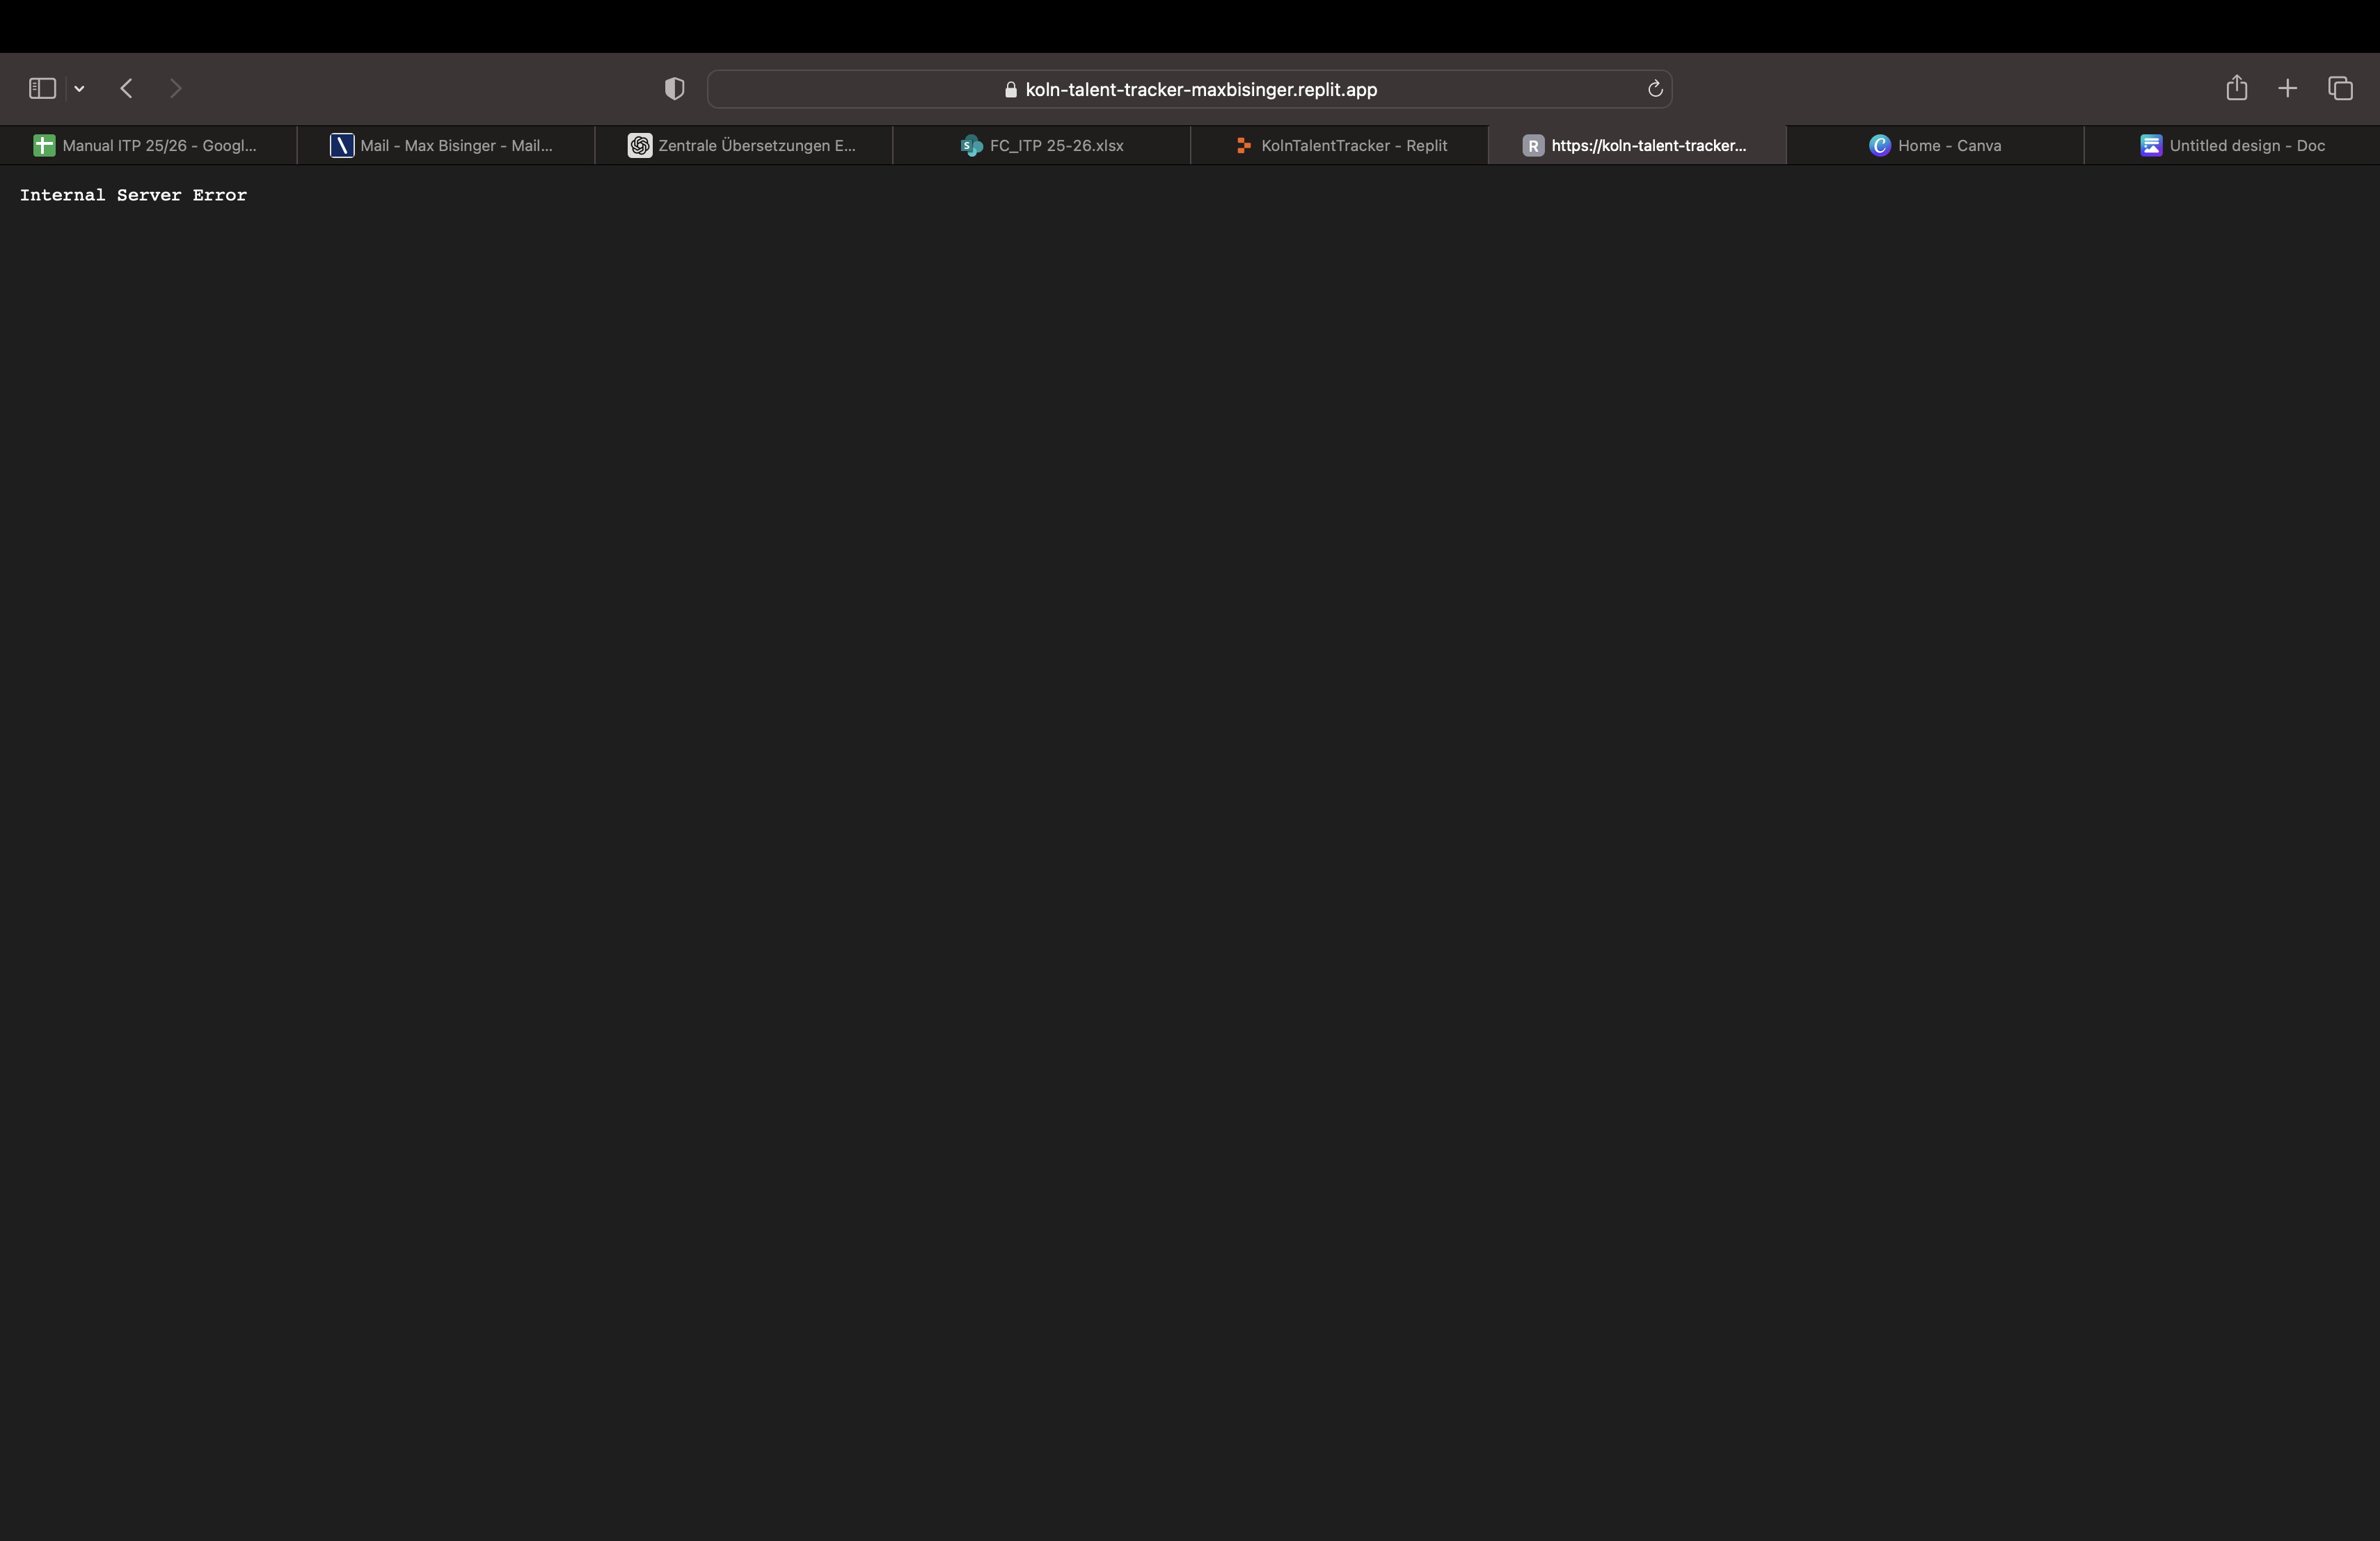 koln-talent-tracker-maxbisinger.replit.app
Manual ITP 25/26 - Googl...
Mail - Max Bisinger - Mail...
Zentrale Übersetzungen E...
S
FC_ITP 25-26.xlsx
KolnTalentTracker - Replit
R
https://koln-talent-tracker...
C
Home - Canva
Untitled design - Doc
Internal Server Error